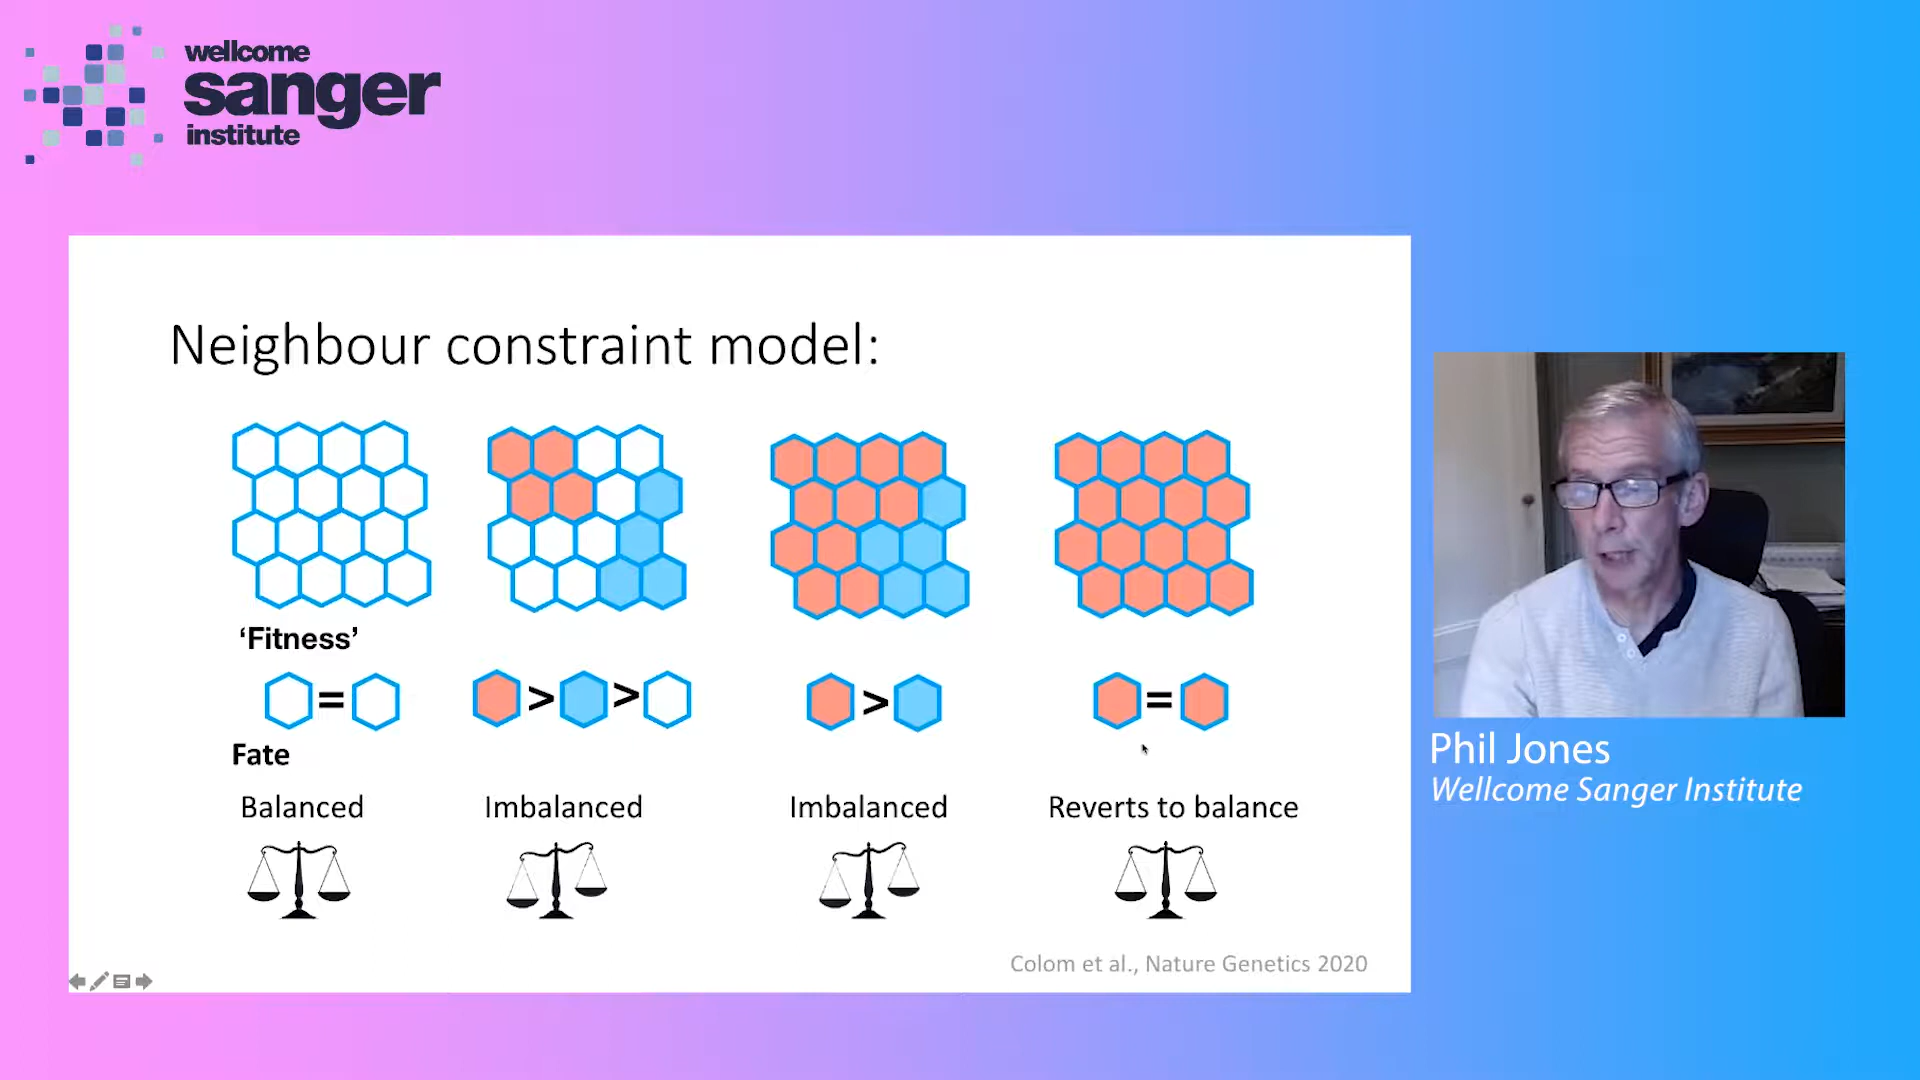 wellcome
sanger
institute
Neighbour constraint model:
‘Fitness’
= > > > =
Fate
Balanced Imbalanced Imbalanced Reverts to balance
Colom et al., Nature Genetics 2020
Phil Jones
Wellcome Sanger Institute